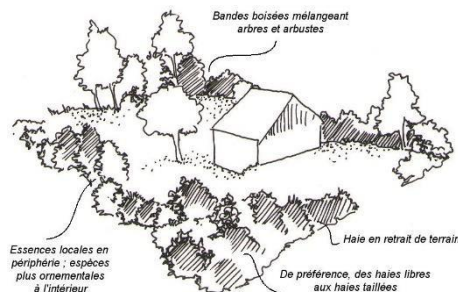 Bandes boisées mélangeant
arbres et arbustes
Essences locales en
périphérie ; espèces
plus ornementales
à l'intérieur
Haie en retrait de terrain
De préférence, des haies libres
aux haies taillées